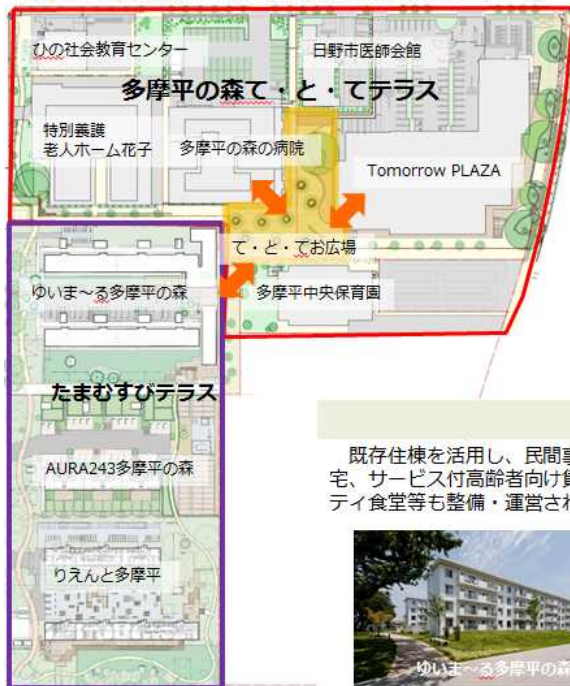 ひの社会教育センター
日野市医師会館
多摩平の森て・と・てテラス
特別養護
老人ホーム花子
多摩平の森の病院
Tomorrow PLAZA
て・と・てお広場
ゆいま～る多摩平の森
多摩平中央保育園
たまむすびテラス
AURA243多摩平の森
りえんと多摩平
既存住棟を活用し、民間事
宅、サービス付高齢者向け賃
ティ食堂等も整備・運営され
ゆいま～る多摩平の森